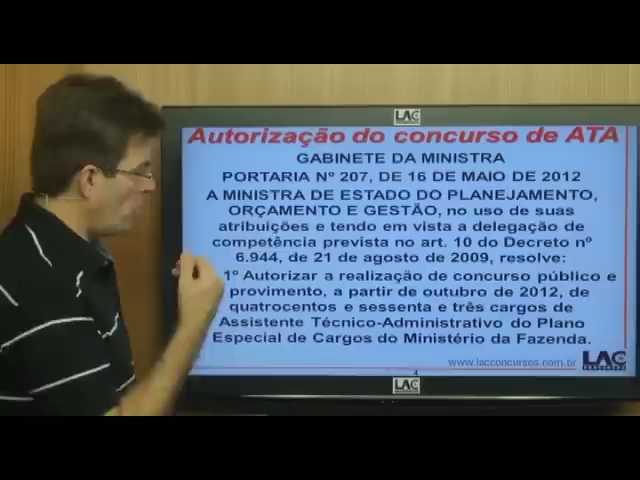 LAC
Autorização do concurso de ATA
GABINETE DA MINISTRA
PORTARIA Nº 207, DE 16 DE MAIO DE 2012
A MINISTRA DE ESTADO DO PLANEJAMENTO,
ORÇAMENTO E GESTÃO, no uso de suas
atribuições e tendo em vista a delegação de
competência prevista no art. 10 do Decreto nº
6.944, de 21 de agosto de 2009, resolve:
1º Autorizar a realização de concurso público e
provimento, a partir de outubro de 2012, de
quatrocentos e sessenta e três cargos de
Assistente Técnico-Administrativo do Plano
Especial de Cargos do Ministério da Fazenda.
www.lacconcursos.com.br LAC
4
LAC